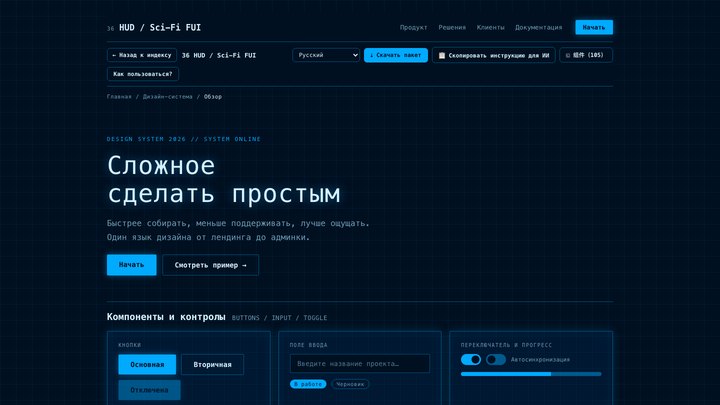 36 HUD / Sci-Fi FUI
Продукт Решения Клиенты Документация Начать
← Назад к индексу 36 HUD / Sci-Fi FUI Русский ↓ Скачать пакет 📋 Скопировать инструкцию для ИИ 组件 (105)
Как пользоваться?
Главная / Дизайн-система / Обзор
DESIGN SYSTEM 2026 // SYSTEM ONLINE
Сложное
сделать простым
Быстрее собирать, меньше поддерживать, лучше ощущать.
Один язык дизайна от лендинга до админки.
Начать Смотреть пример →
Компоненты и контролы BUTTONS / INPUT / TOGGLE
КНОПКИ
Основная Вторичная
Отключена
ПОЛЕ ВВОДА
Введите название проекта…
В работе Черновик
ПЕРЕКЛЮЧАТЕЛЬ И ПРОГРЕСС
Автосинхронизация